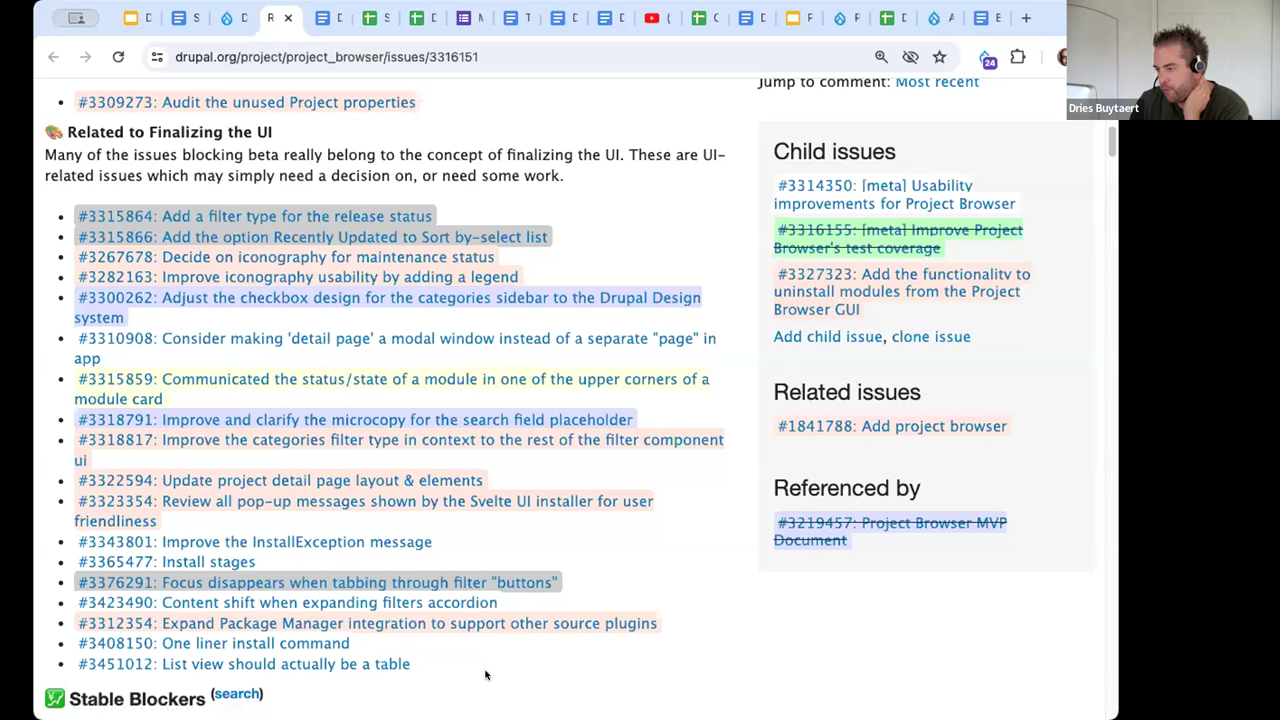 drupal.org/project/project_browser/issues/3316151
24
Dries Buytaert
#3309273: Audit the unused Project properties
🎨 Related to Finalizing the UI
Many of the issues blocking beta really belong to the concept of finalizing the UI. These are UI-
related issues which may simply need a decision on, or need some work.
#3315864: Add a filter type for the release status
#3315866: Add the option Recently Updated to Sort by-select list
#3267678: Decide on iconography for maintenance status
#3282163: Improve iconography usability by adding a legend
#3300262: Adjust the checkbox design for the categories sidebar to the Drupal Design
system
#3310908: Consider making 'detail page' a modal window instead of a separate "page" in
app
#3315859: Communicated the status/state of a module in one of the upper corners of a
module card
#3318791: Improve and clarify the microcopy for the search field placeholder
#3318817: Improve the categories filter type in context to the rest of the filter component
ui
#3322594: Update project detail page layout & elements
#3323354: Review all pop-up messages shown by the Svelte UI installer for user
friendliness
#3343801: Improve the InstallException message
#3365477: Install stages
#3376291: Focus disappears when tabbing through filter "buttons"
#3423490: Content shift when expanding filters accordion
#3312354: Expand Package Manager integration to support other source plugins
#3408150: One liner install command
#3451012: List view should actually be a table
Stable Blockers (search)
Jump to comment: Most recent
Child issues
#3314350: [meta] Usability
improvements for Project Browser
#3316155: [meta] Improve Project
Browser's test coverage
#3327323: Add the functionality to
uninstall modules from the Project
Browser GUI
Add child issue, clone issue
Related issues
#1841788: Add project browser
Referenced by
#3219457: Project Browser MVP
Document